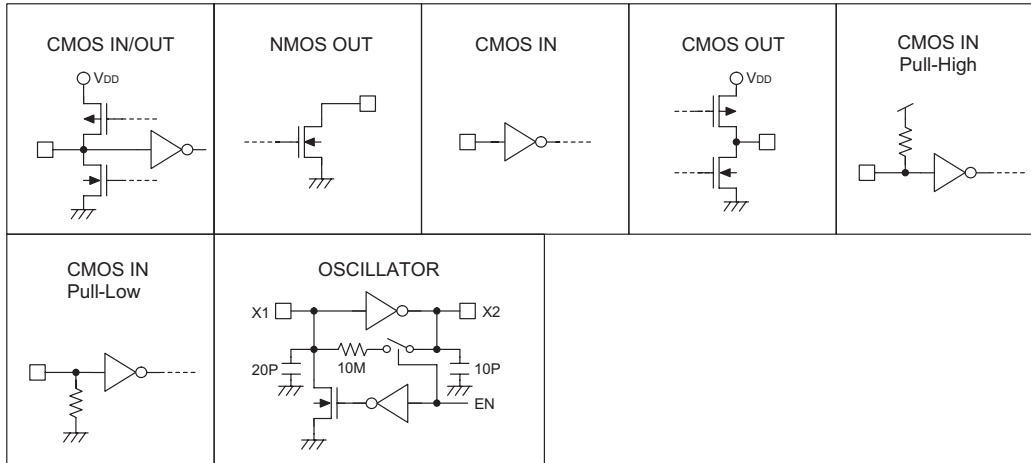 CMOS IN/OUT
VDD
NMOS OUT
CMOS IN
CMOS OUT
VDD
CMOS IN
Pull-High
CMOS IN
Pull-Low
OSCILLATOR
X1
X2
20P
10M
10P
EN